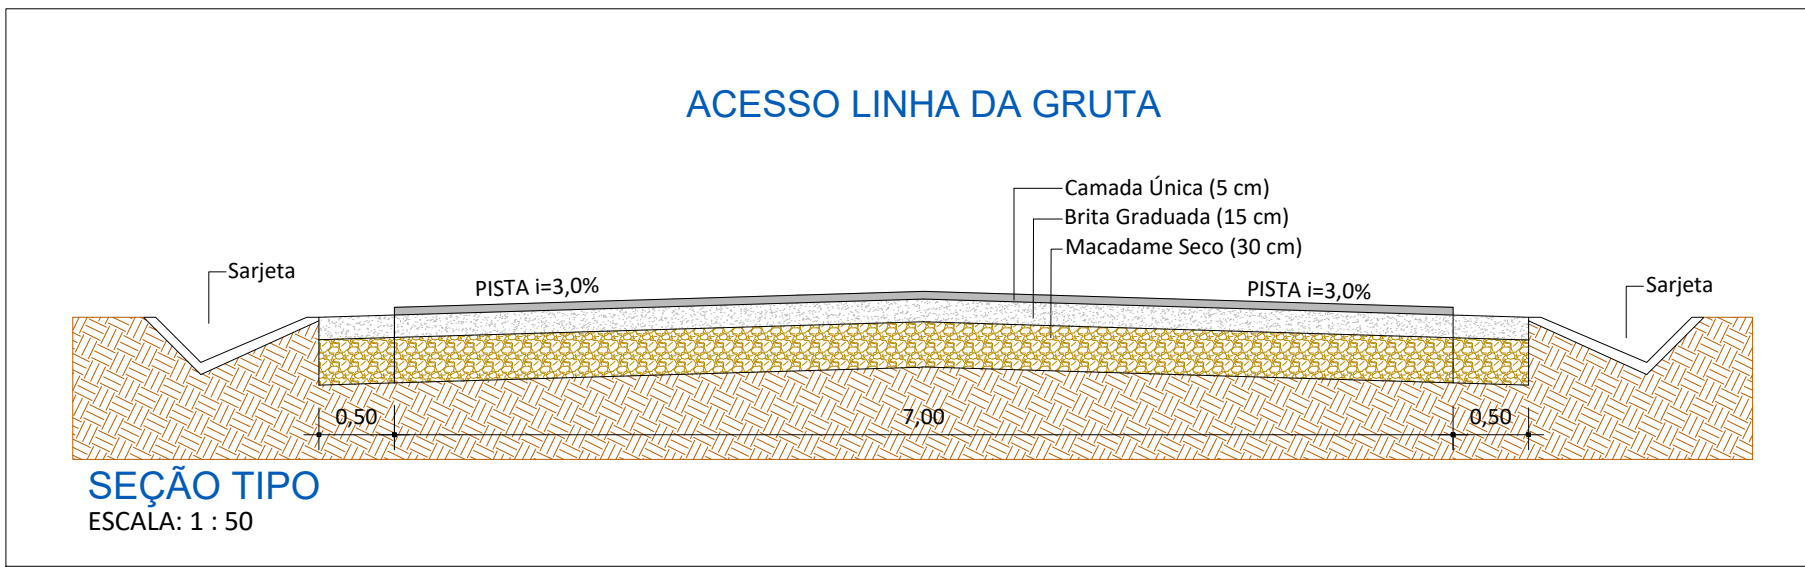 ACESSO LINHA DA GRUTA
Camada Única (5 cm)
Brita Graduada (15 cm)
Macadame Seco (30 cm)
Sarjeta
PISTA i=3,0%
PISTA i=3,0%
Sarjeta
0,50
7,00
0,50
SEÇÃO TIPO
ESCALA: 1 : 50